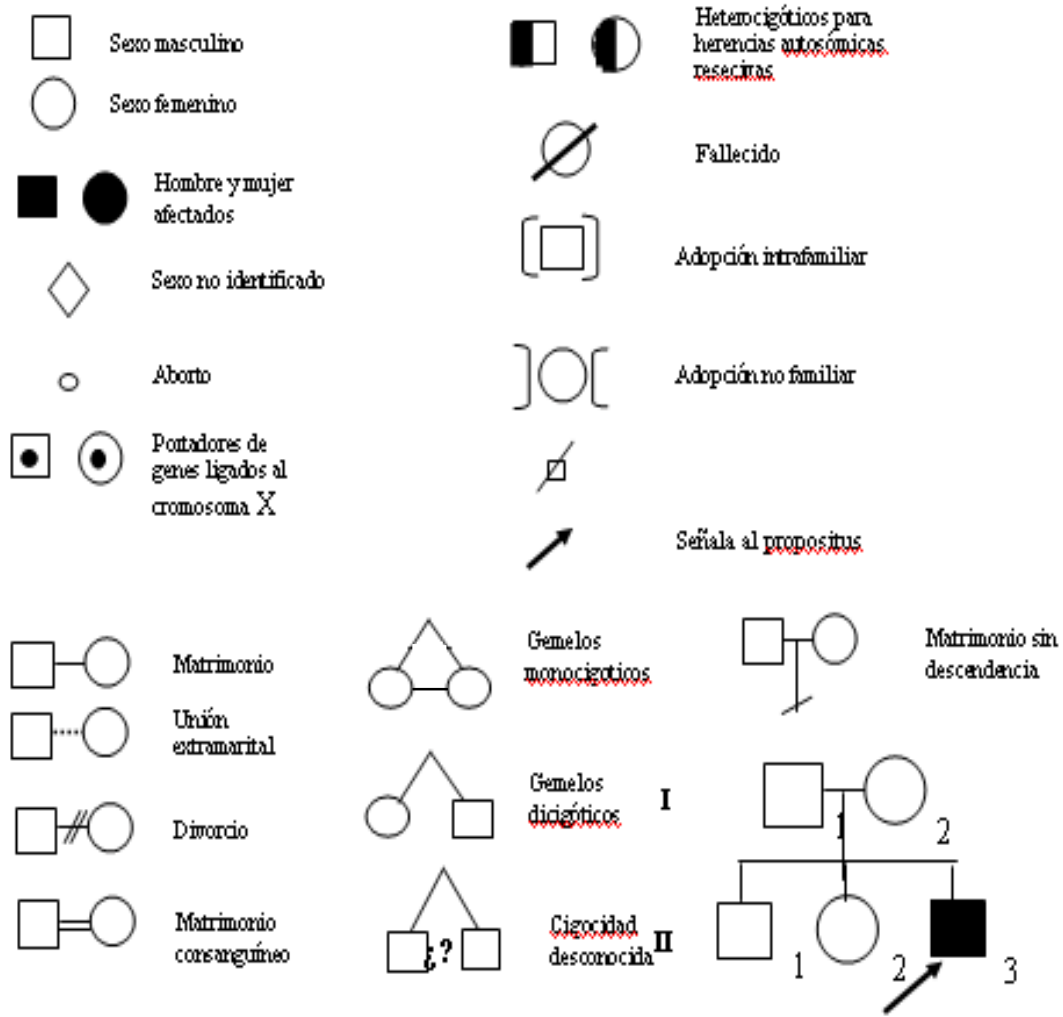 Sexo masculino
Sexo femenino
Hombre y mujer
afectados
Sexo no identificado
Aborto
Portadores de
genes ligados al
cromosoma X
Heterocigóticos para
herencias autosómicas
resecivas
Fallecido
Adopción intrafamiliar
Adopción no familiar
Señala al propositus
Matrimonio
Unión
extramarital
Divorcio
Matrimonio
consanguíneo
Gemelos
monocigoticos
Gemelos
dicigóticos
¿?
Cigocidad
desconocida
Matrimonio sin
descendencia
I
1
2
II
1
2
3